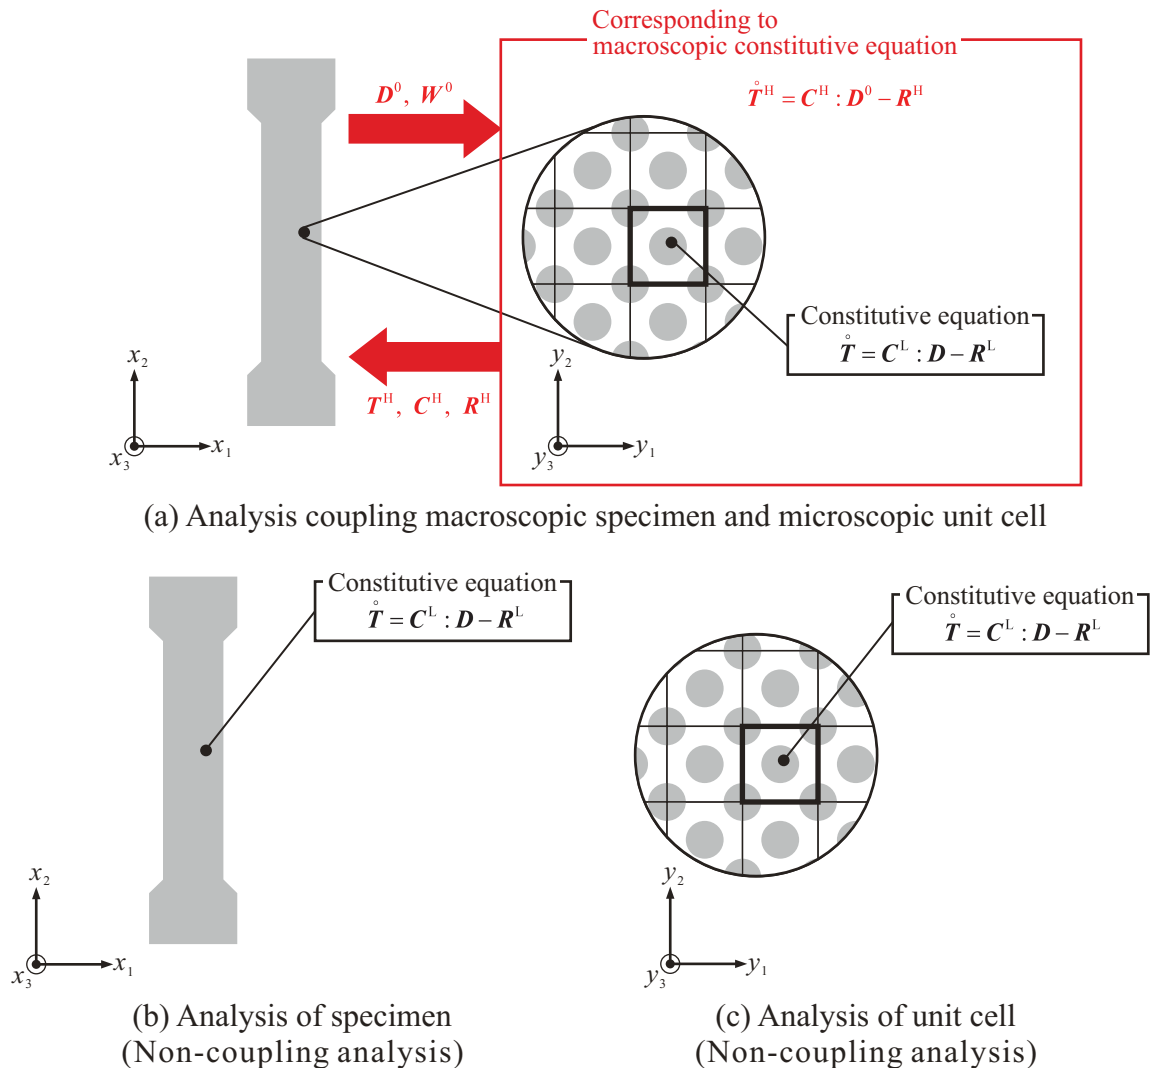 Corresponding to
macroscopic constitutive equation
D⁰, W⁰
T̊ᴴ = Cᴴ : D⁰ − Rᴴ
Constitutive equation
T̊ = Cᴸ : D − Rᴸ
Tᴴ, Cᴴ, Rᴴ
x₂
x₁
x₃
y₂
y₁
y₃
(a) Analysis coupling macroscopic specimen and microscopic unit cell
Constitutive equation
T̊ = Cᴸ : D − Rᴸ
x₂
x₁
x₃
(b) Analysis of specimen
(Non-coupling analysis)
Constitutive equation
T̊ = Cᴸ : D − Rᴸ
y₂
y₁
y₃
(c) Analysis of unit cell
(Non-coupling analysis)